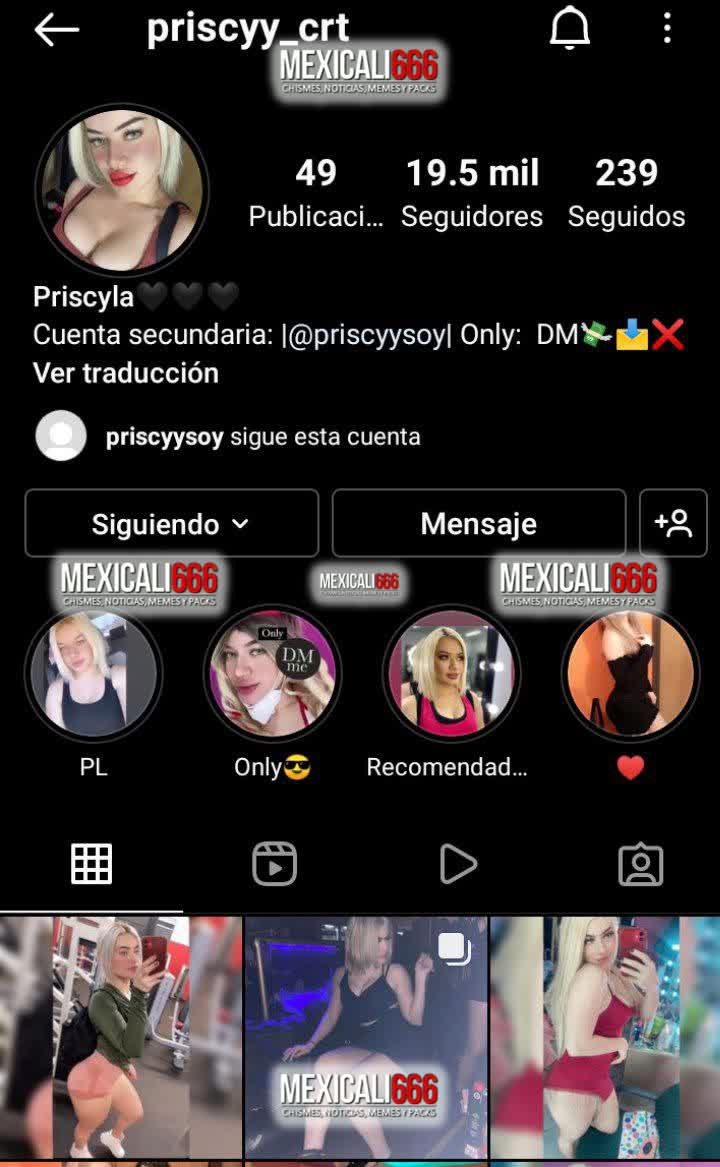 priscyy_crt
MEXICALI666
CHISMES, NOTICIAS, MEMES Y PACKS
49
19.5 mil
239
Publicaci...
Seguidores
Seguidos
Priscyla🖤🖤🖤
Cuenta secundaria: |@priscyysoy| Only: DM💸📩❌
Ver traducción
priscyysoy sigue esta cuenta
Siguiendo
Mensaje
MEXICALI666
CHISMES, NOTICIAS, MEMES Y PACKS
MEXICALI666
MEXICALI666
CHISMES, NOTICIAS, MEMES Y PACKS
Only
DM
me
PL
Only😎
Recomendad...
♥️
MEXICALI666
CHISMES, NOTICIAS, MEMES Y PACKS